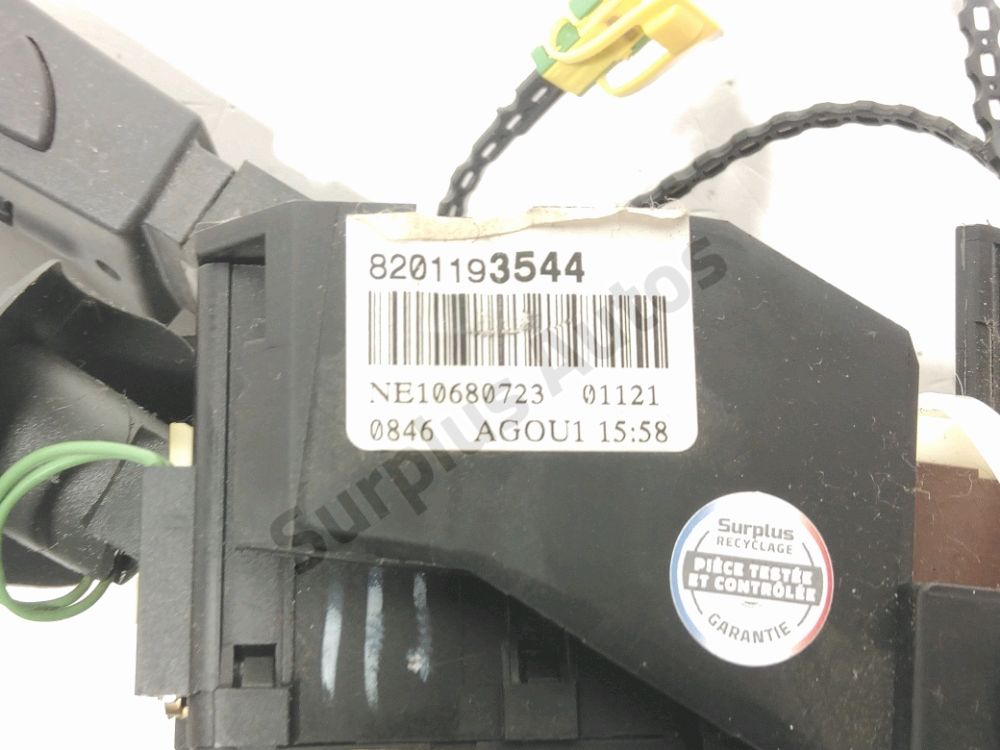 8201193544
NE10680723 01121
0846 AGOU1 15:58
Surplus Autos
Surplus
RECYCLAGE
PIÈCE TESTÉE
ET CONTRÔLÉE
GARANTIE